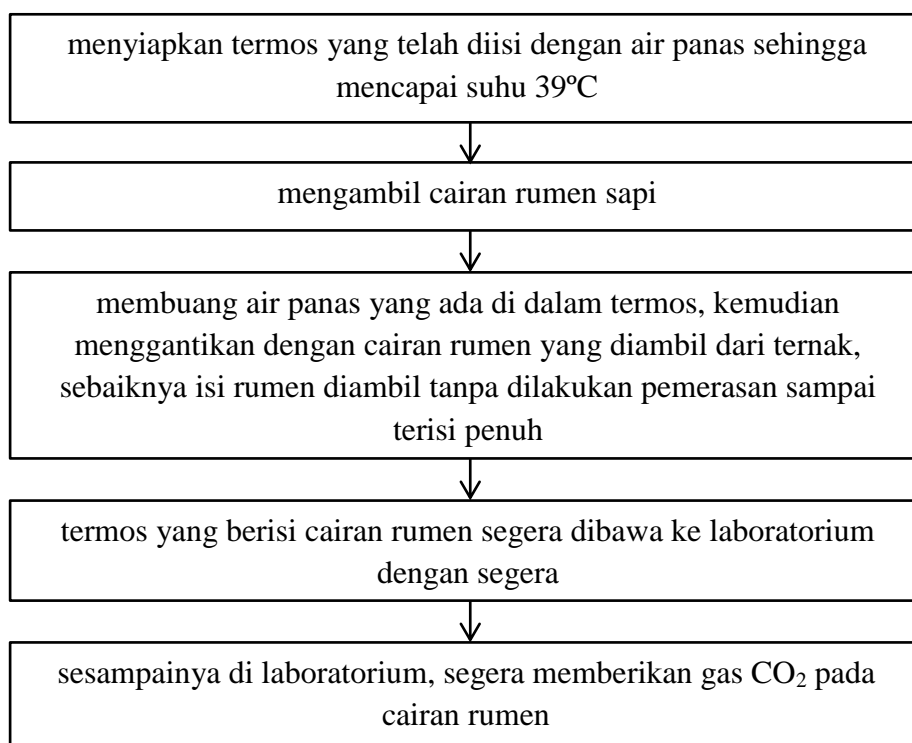 menyiapkan termos yang telah diisi dengan air panas sehingga
mencapai suhu 39ºC
mengambil cairan rumen sapi
membuang air panas yang ada di dalam termos, kemudian
menggantikan dengan cairan rumen yang diambil dari ternak,
sebaiknya isi rumen diambil tanpa dilakukan pemerasan sampai
terisi penuh
termos yang berisi cairan rumen segera dibawa ke laboratorium
dengan segera
sesampainya di laboratorium, segera memberikan gas CO₂ pada
cairan rumen